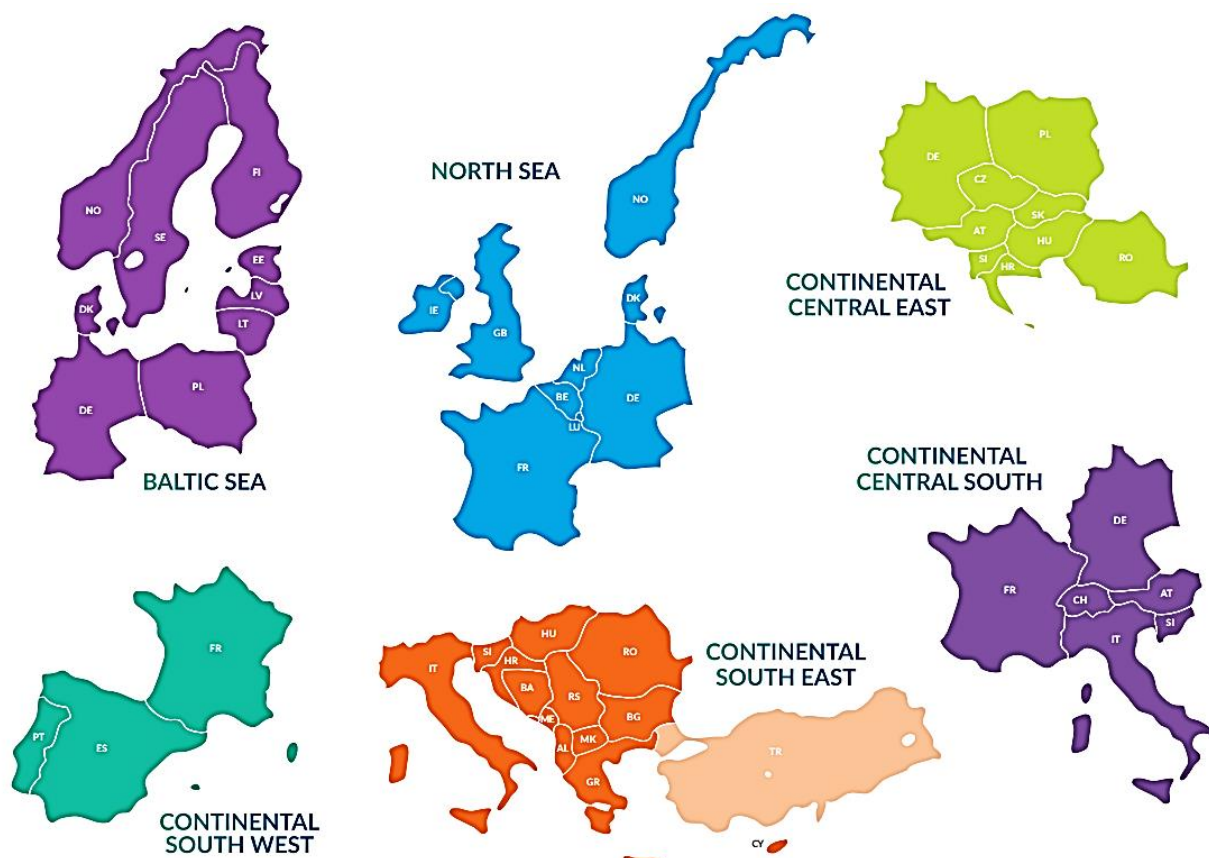 NO
SE
FI
EE
LV
LT
DK
DE
PL
BALTIC SEA
NORTH SEA
NO
IE
GB
DK
NL
BE
LU
DE
FR
DE
PL
CZ
SK
AT
HU
SI
HR
RO
CONTINENTAL
CENTRAL EAST
CONTINENTAL
CENTRAL SOUTH
DE
FR
CH
AT
SI
IT
FR
PT
ES
CONTINENTAL
SOUTH WEST
IT
SI
HU
HR
RO
BA
RS
ME
BG
MK
AL
GR
TR
CY
CONTINENTAL
SOUTH EAST